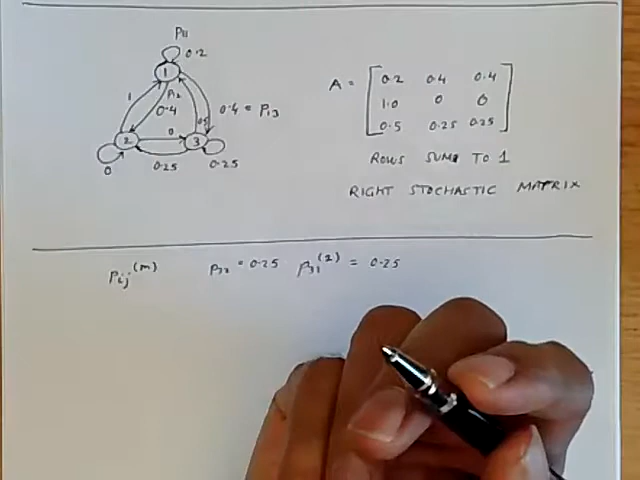 P11
0.2
1
1
P12
0.4
0.4 = P13
0.5
2
0
3
0
0.25
0.25
A = [ 0.2 0.4 0.4
1.0 0 0
0.5 0.25 0.25 ]
ROWS SUM TO 1
RIGHT STOCHASTIC MATRIX
Pij(m) P32 = 0.25 P31(2) = 0.25